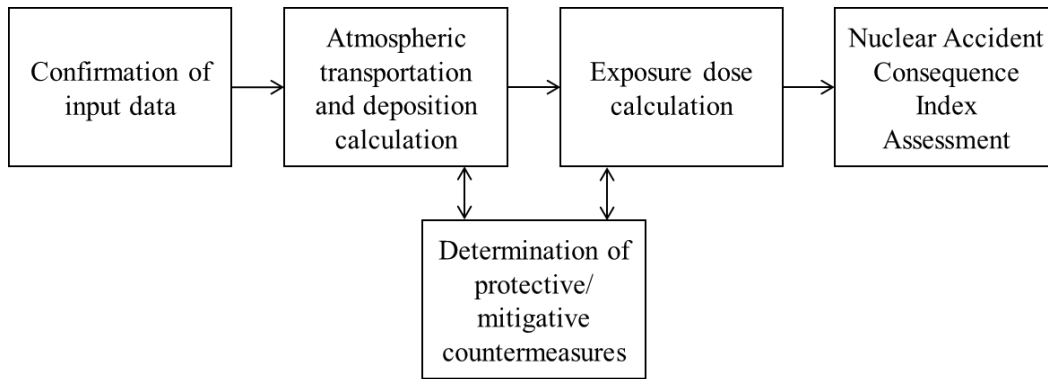 Confirmation of
input data
Atmospheric
transportation
and deposition
calculation
Exposure dose
calculation
Nuclear Accident
Consequence
Index
Assessment
Determination of
protective/
mitigative
countermeasures